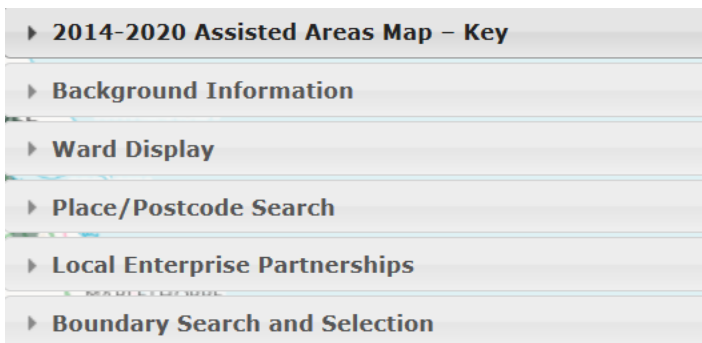 2014-2020 Assisted Areas Map – Key
Background Information
Ward Display
Place/Postcode Search
Local Enterprise Partnerships
Boundary Search and Selection